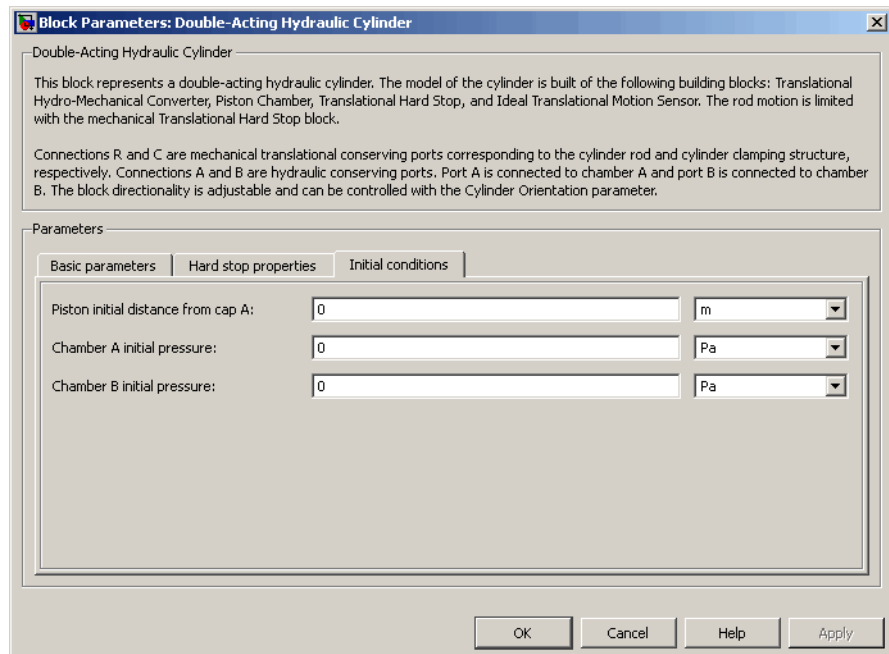 Block Parameters: Double-Acting Hydraulic Cylinder
Double-Acting Hydraulic Cylinder
This block represents a double-acting hydraulic cylinder. The model of the cylinder is built of the following building blocks: Translational
Hydro-Mechanical Converter, Piston Chamber, Translational Hard Stop, and Ideal Translational Motion Sensor. The rod motion is limited
with the mechanical Translational Hard Stop block.
Connections R and C are mechanical translational conserving ports corresponding to the cylinder rod and cylinder clamping structure,
respectively. Connections A and B are hydraulic conserving ports. Port A is connected to chamber A and port B is connected to chamber
B. The block directionality is adjustable and can be controlled with the Cylinder Orientation parameter.
Parameters
Basic parameters Hard stop properties Initial conditions
Piston initial distance from cap A: 0 m
Chamber A initial pressure: 0 Pa
Chamber B initial pressure: 0 Pa
OK Cancel Help Apply